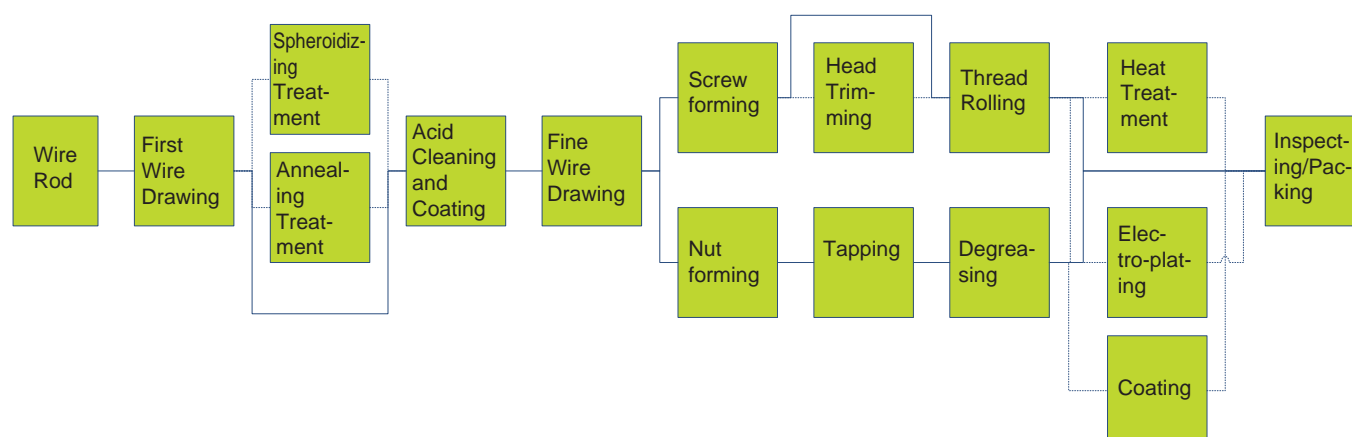 Wire
Rod
First
Wire
Drawing
Spheroidiz-
ing
Treat-
ment
Anneal-
ing
Treat-
ment
Acid
Cleaning
and
Coating
Fine
Wire
Drawing
Screw
forming
Head
Trim-
ming
Thread
Rolling
Heat
Treat-
ment
Nut
forming
Tapping
Degrea-
sing
Elec-
tro-plat-
ing
Coating
Inspect-
ing/Pac-
king